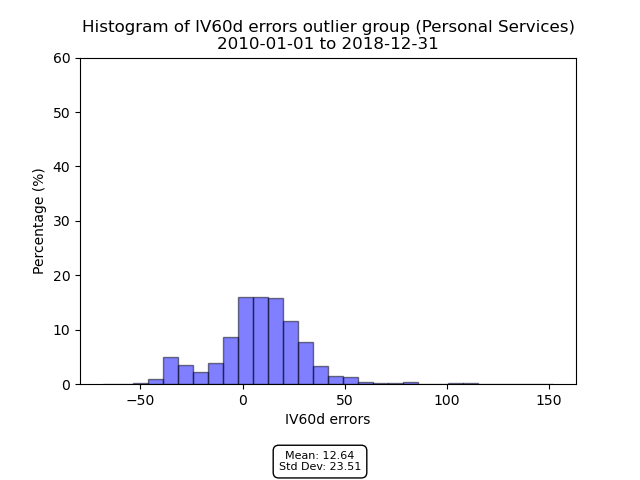 Histogram of IV60d errors outlier group (Personal Services)
2010-01-01 to 2018-12-31
60
50
40
30
20
10
0
Percentage (%)
−50
0
50
100
150
IV60d errors
Mean: 12.64
Std Dev: 23.51